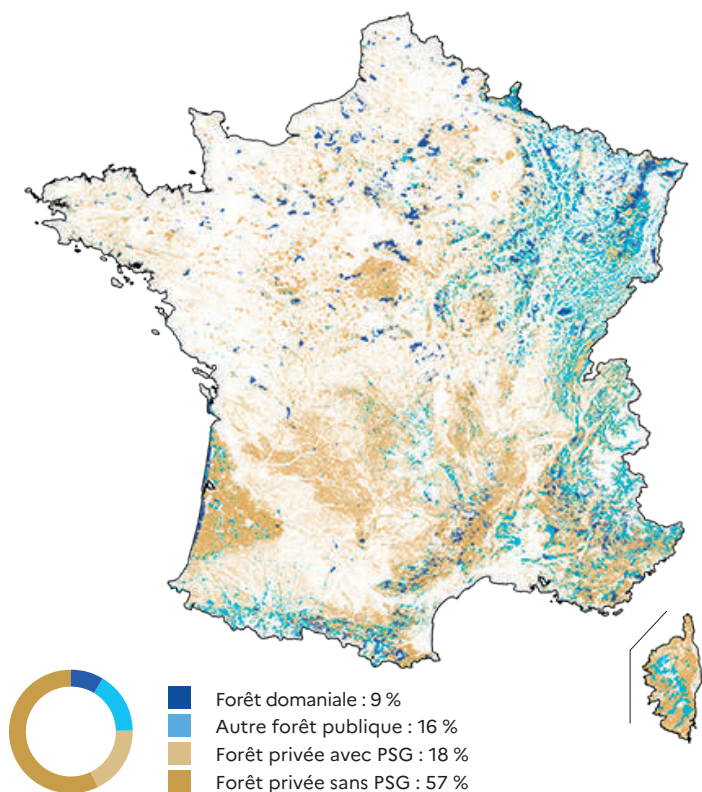 Forêt domaniale : 9 %
Autre forêt publique : 16 %
Forêt privée avec PSG : 18 %
Forêt privée sans PSG : 57 %